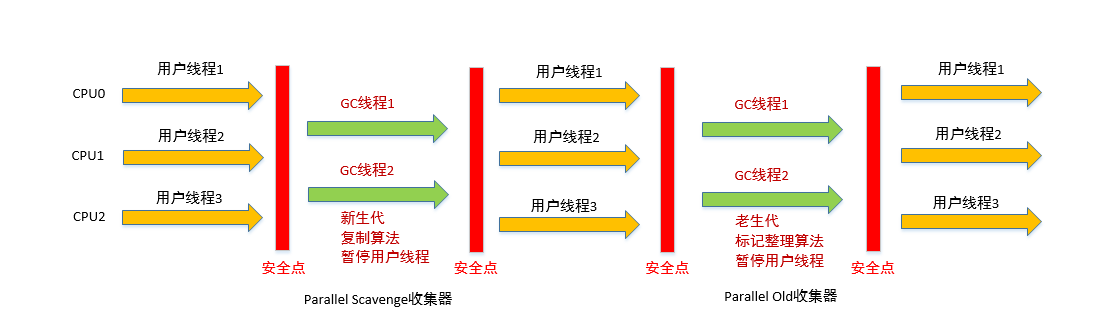 用户线程1
用户线程1
用户线程1
CPU0
GC线程1
GC线程1
用户线程2
用户线程2
用户线程2
CPU1
GC线程2
GC线程2
用户线程3
用户线程3
用户线程3
CPU2
新生代
复制算法
暂停用户线程
老生代
标记整理算法
暂停用户线程
安全点
安全点
安全点
安全点
Parallel Scavenge收集器
Parallel Old收集器